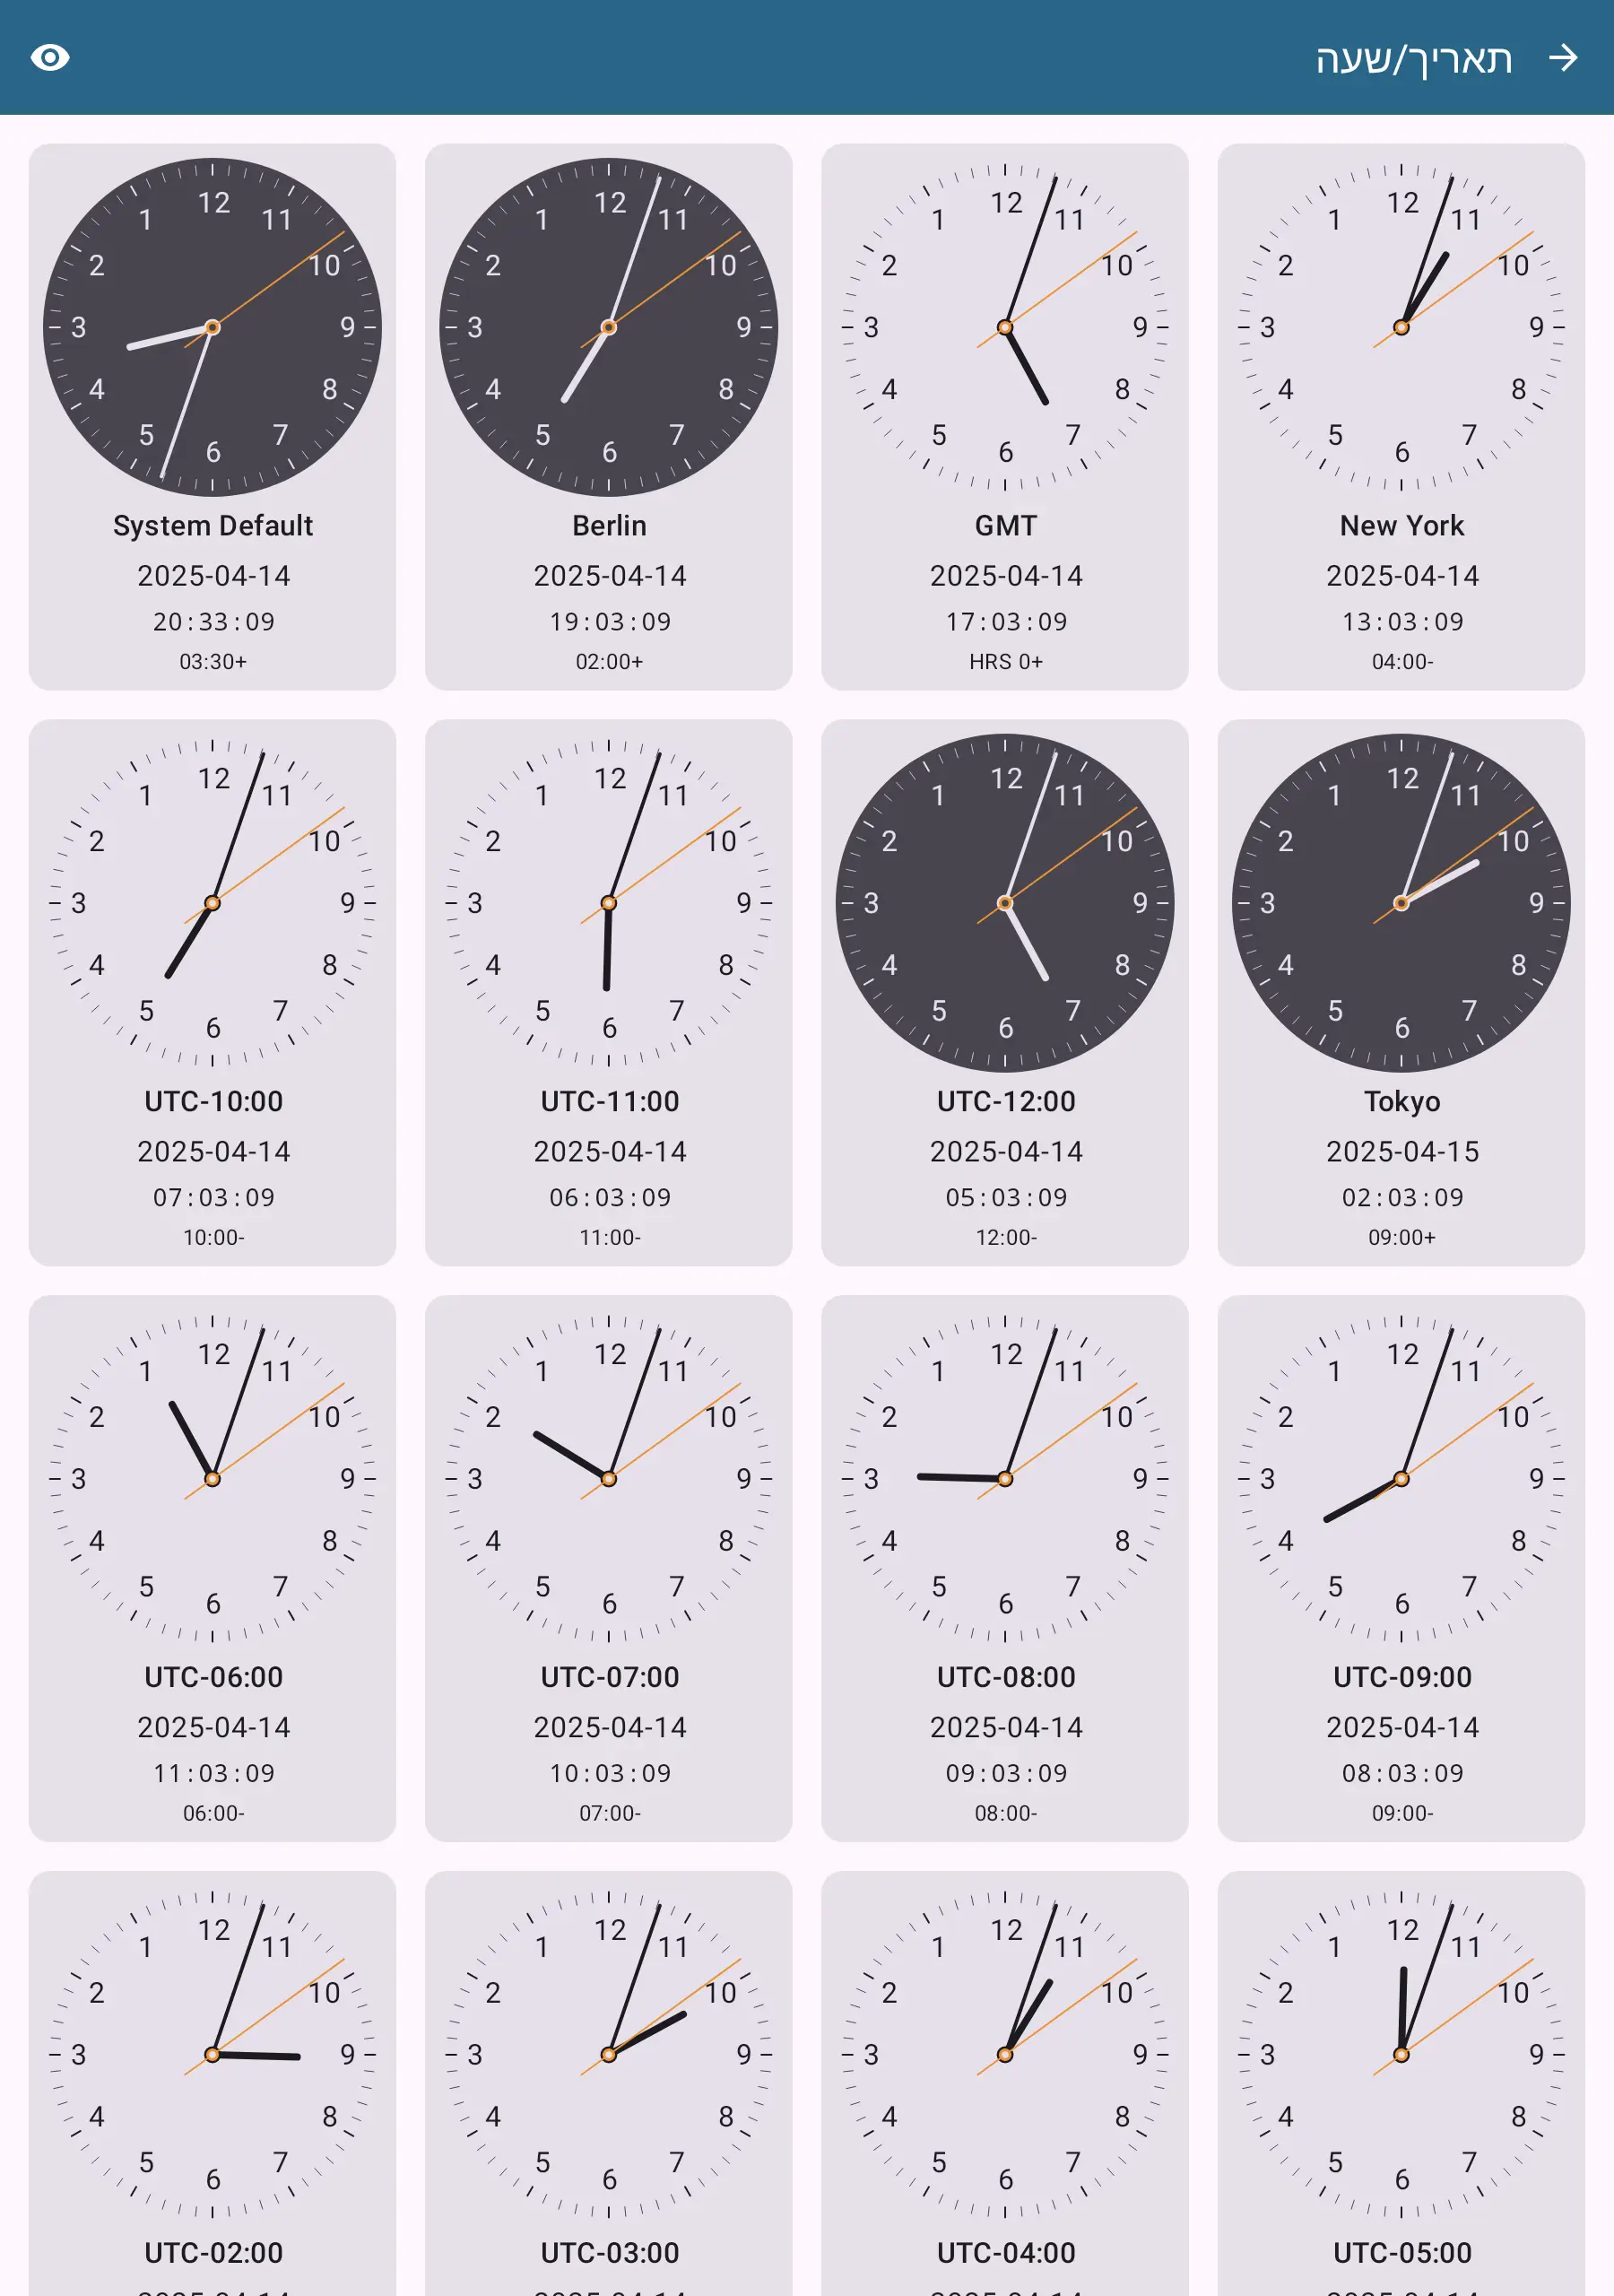 תאריך/שעה
12 11 10 9 8 7 6 5 4 3 2 1
New York
2025-04-14
13:03:09
04:00-
12 11 10 9 8 7 6 5 4 3 2 1
GMT
2025-04-14
17:03:09
HRS 0+
12 11 10 9 8 7 6 5 4 3 2 1
Berlin
2025-04-14
19:03:09
02:00+
12 11 10 9 8 7 6 5 4 3 2 1
System Default
2025-04-14
20:33:09
03:30+
12 11 10 9 8 7 6 5 4 3 2 1
Tokyo
2025-04-15
02:03:09
09:00+
12 11 10 9 8 7 6 5 4 3 2 1
UTC-12:00
2025-04-14
05:03:09
12:00-
12 11 10 9 8 7 6 5 4 3 2 1
UTC-11:00
2025-04-14
06:03:09
11:00-
12 11 10 9 8 7 6 5 4 3 2 1
UTC-10:00
2025-04-14
07:03:09
10:00-
12 11 10 9 8 7 6 5 4 3 2 1
UTC-09:00
2025-04-14
08:03:09
09:00-
12 11 10 9 8 7 6 5 4 3 2 1
UTC-08:00
2025-04-14
09:03:09
08:00-
12 11 10 9 8 7 6 5 4 3 2 1
UTC-07:00
2025-04-14
10:03:09
07:00-
12 11 10 9 8 7 6 5 4 3 2 1
UTC-06:00
2025-04-14
11:03:09
06:00-
12 11 10 9 8 7 6 5 4 3 2 1
UTC-05:00
12 11 10 9 8 7 6 5 4 3 2 1
UTC-04:00
12 11 10 9 8 7 6 5 4 3 2 1
UTC-03:00
12 11 10 9 8 7 6 5 4 3 2 1
UTC-02:00